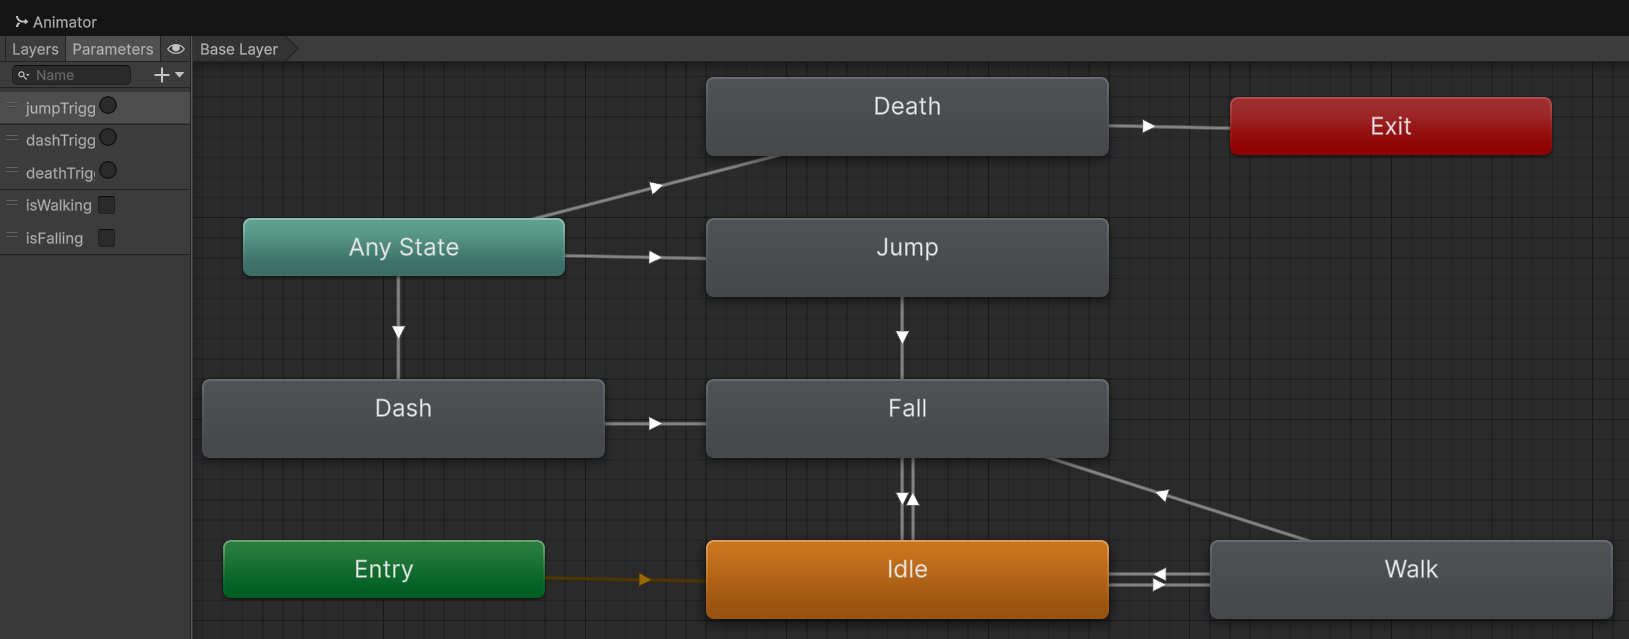 Animator
Layers Parameters
Base Layer
Name
jumpTrigg
dashTrigg
deathTrig
isWalking
isFalling
Death
Exit
Any State
Jump
Dash
Fall
Entry
Idle
Walk